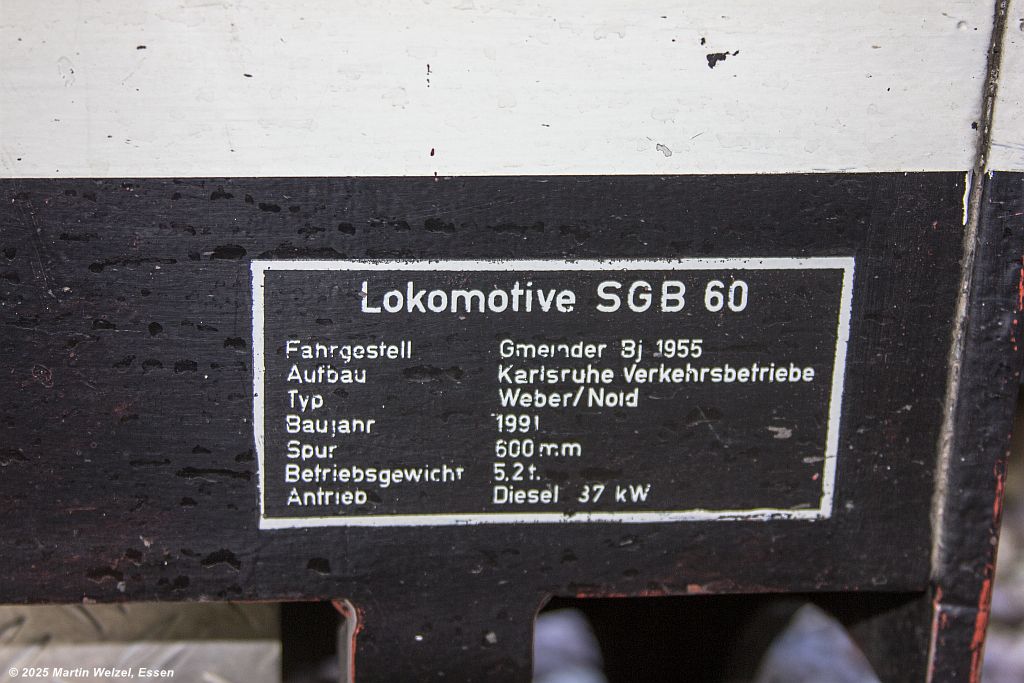 Lokomotive SGB 60
Fahrgestell Gmeinder Bj 1955
Aufbau Karlsruhe Verkehrsbetriebe
Typ Weber/Nold
Baujahr 1991
Spur 600 mm
Betriebsgewicht 5,2 t.
Antrieb Diesel 37 kW
© 2025 Martin Welzel, Essen